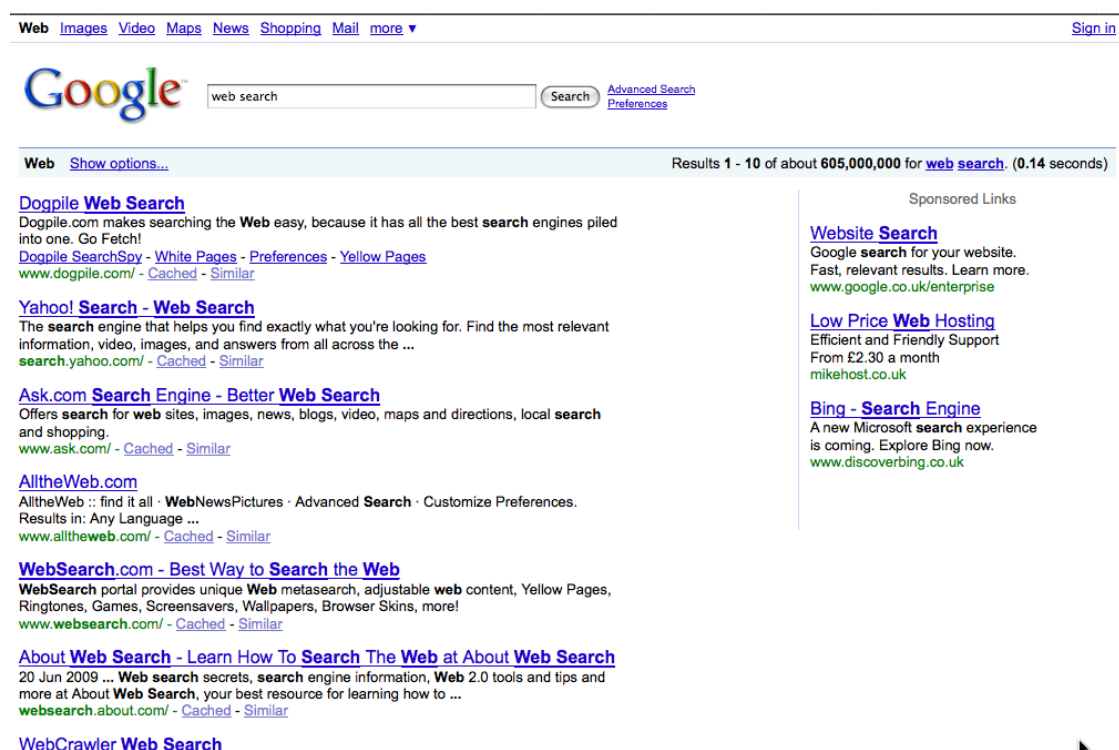 Web Images Video Maps News Shopping Mail more ▼ Sign in
Google™ web search Search Advanced Search
Preferences
Web Show options... Results 1 - 10 of about 605,000,000 for web search. (0.14 seconds)
Dogpile Web Search
Dogpile.com makes searching the Web easy, because it has all the best search engines piled
into one. Go Fetch!
Dogpile SearchSpy - White Pages - Preferences - Yellow Pages
www.dogpile.com/ - Cached - Similar
Yahoo! Search - Web Search
The search engine that helps you find exactly what you're looking for. Find the most relevant
information, video, images, and answers from all across the ...
search.yahoo.com/ - Cached - Similar
Ask.com Search Engine - Better Web Search
Offers search for web sites, images, news, blogs, video, maps and directions, local search
and shopping.
www.ask.com/ - Cached - Similar
AlltheWeb.com
AlltheWeb :: find it all · WebNewsPictures · Advanced Search · Customize Preferences.
Results in: Any Language ...
www.alltheweb.com/ - Cached - Similar
WebSearch.com - Best Way to Search the Web
WebSearch portal provides unique Web metasearch, adjustable web content, Yellow Pages,
Ringtones, Games, Screensavers, Wallpapers, Browser Skins, more!
www.websearch.com/ - Cached - Similar
About Web Search - Learn How To Search The Web at About Web Search
20 Jun 2009 ... Web search secrets, search engine information, Web 2.0 tools and tips and
more at About Web Search, your best resource for learning how to ...
websearch.about.com/ - Cached - Similar
WebCrawler Web Search
Sponsored Links
Website Search
Google search for your website.
Fast, relevant results. Learn more.
www.google.co.uk/enterprise
Low Price Web Hosting
Efficient and Friendly Support
From £2.30 a month
mikehost.co.uk
Bing - Search Engine
A new Microsoft search experience
is coming. Explore Bing now.
www.discoverbing.co.uk